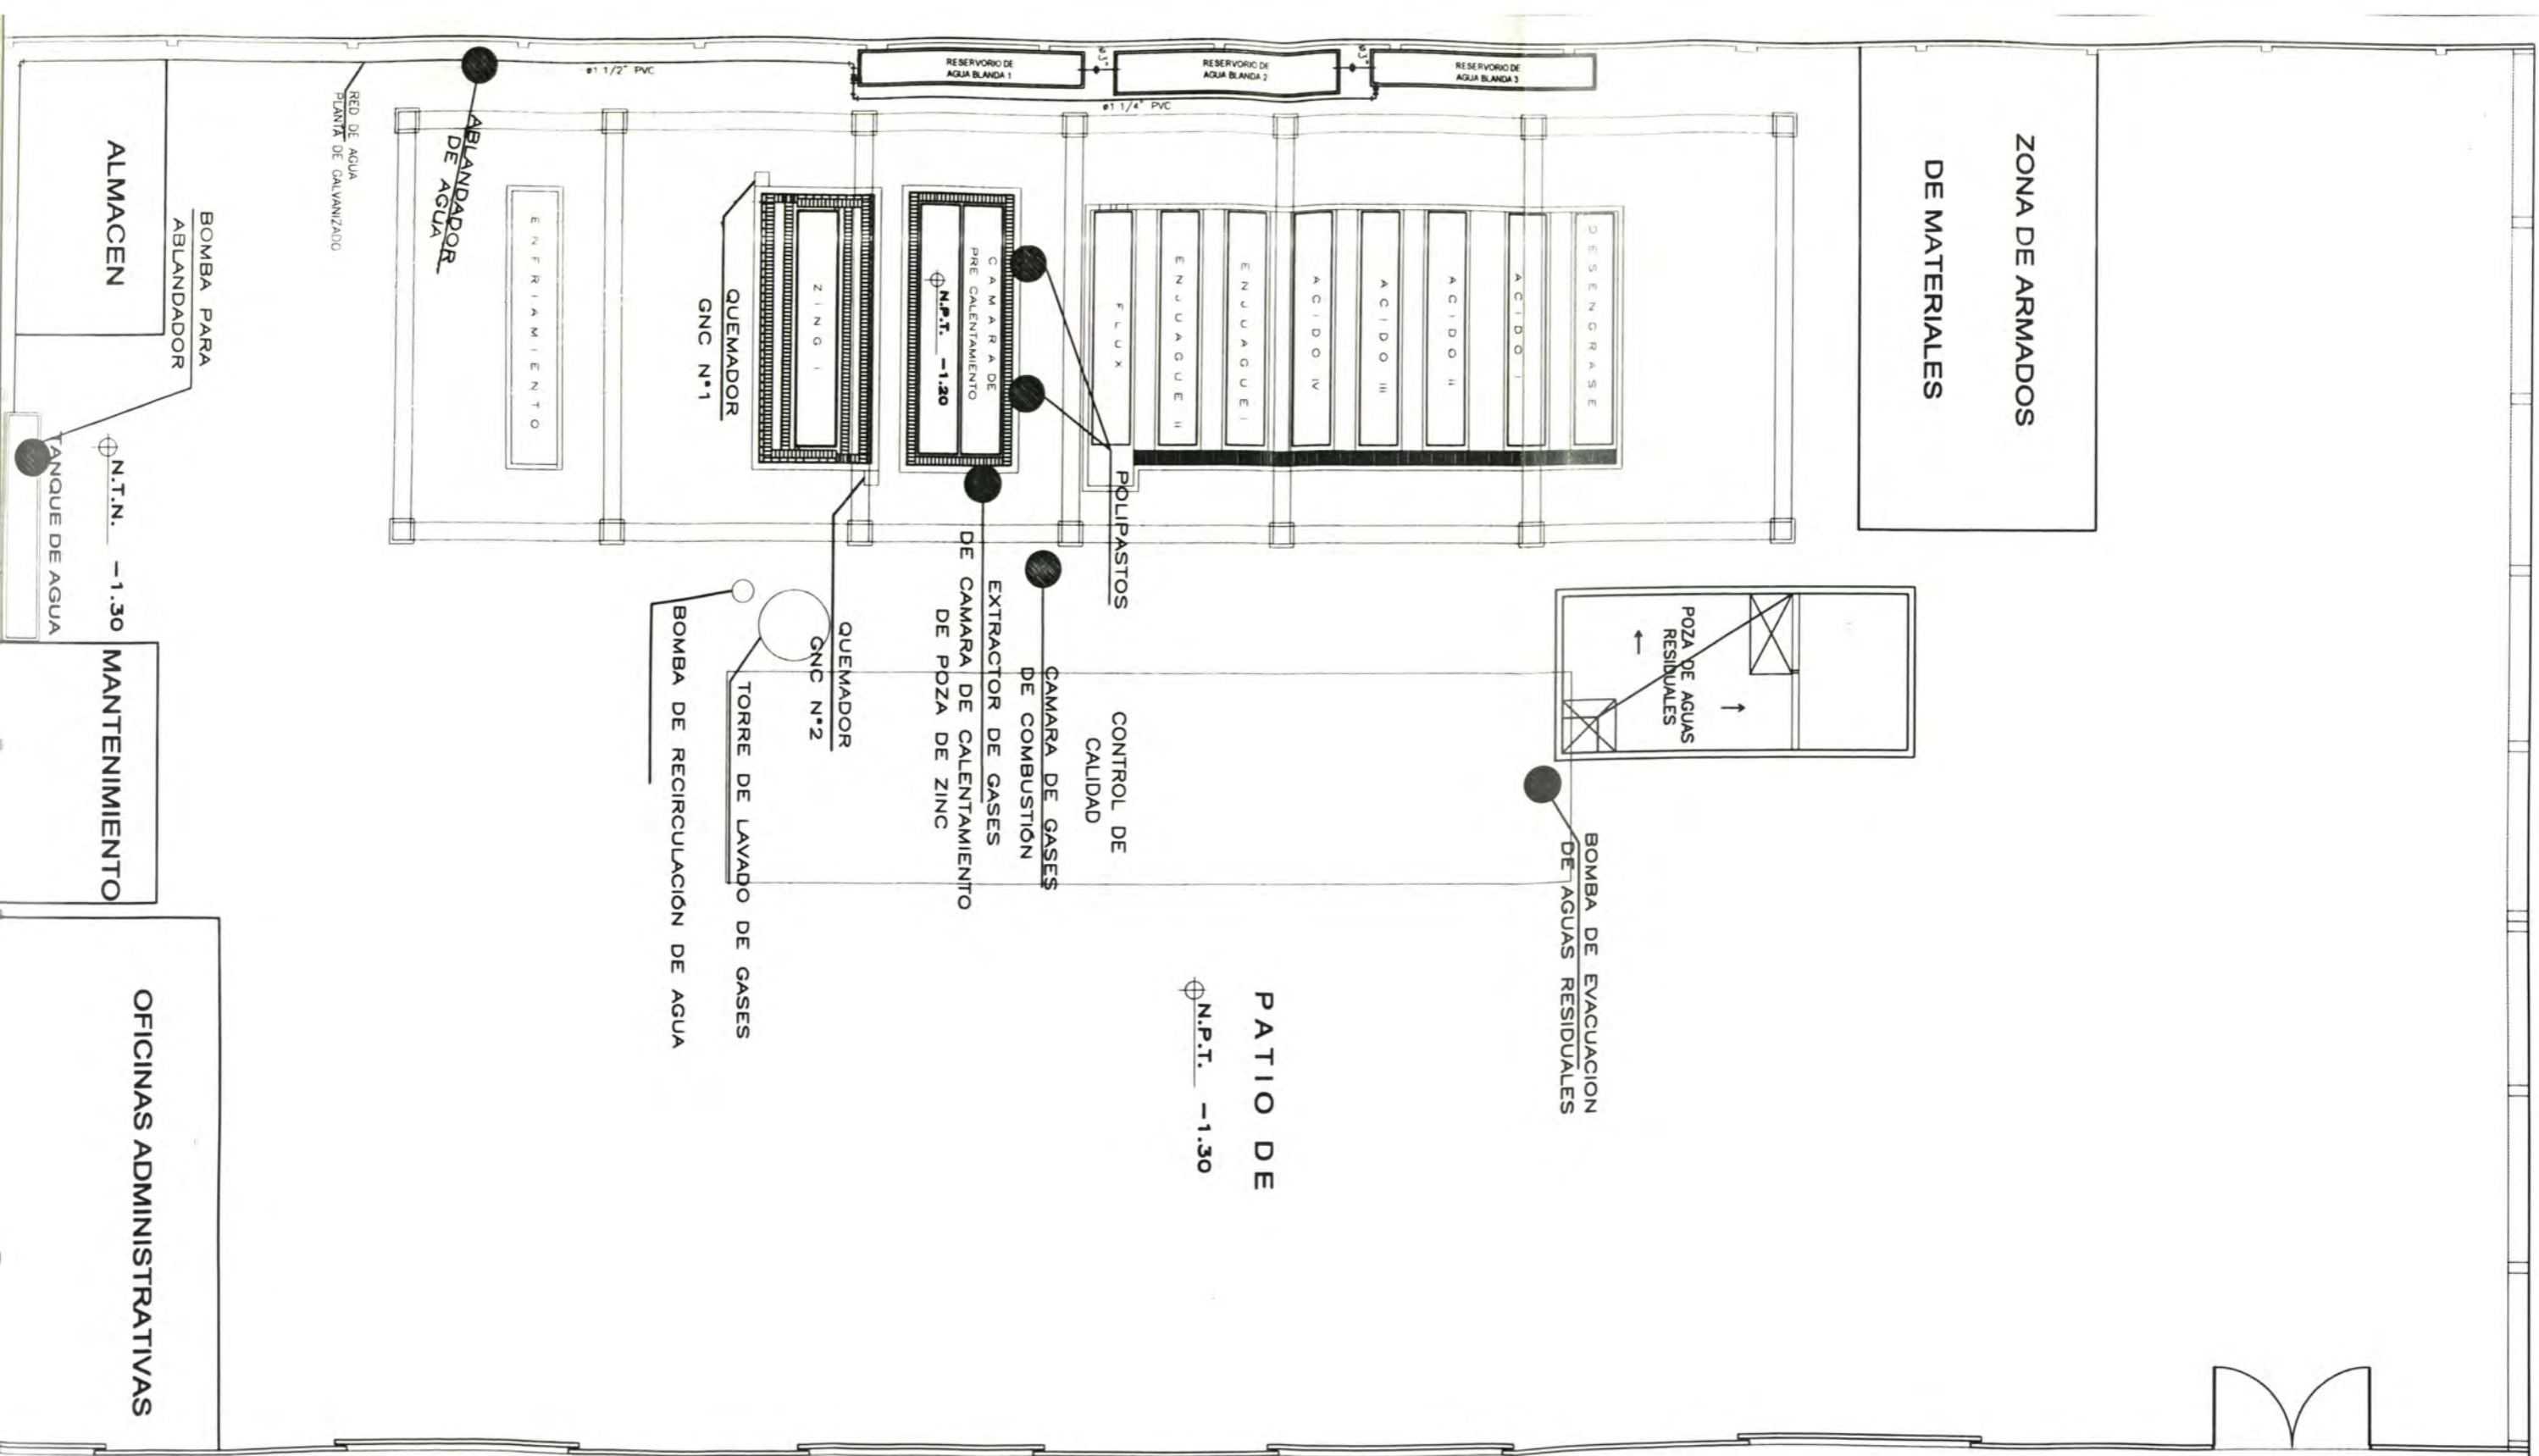 RESERVORIO DE
AGUA BLANDA 1
RESERVORIO DE
AGUA BLANDA 2
RESERVORIO DE
AGUA BLANDA 3
ø3"
ø3"
ø1 1/2" PVC
ø1 1/4" PVC
ZONA DE ARMADOS
DE MATERIALES
ALMACEN
RED DE AGUA
PLANTA DE GALVANIZADO
ABLANDADOR
DE AGUA
BOMBA PARA
ABLANDADOR
TANQUE DE AGUA
N.T.N. -1.30
MANTENIMIENTO
OFICINAS ADMINISTRATIVAS
ENFRIAMIENTO
QUEMADOR
GNC N°1
CAMARA DE
PRE CALENTAMIENTO
N.P.T. -1.20
FLUX
ENJUAGUE II
ENJUAGUE I
ACIDO IV
ACIDO III
ACIDO II
ACIDO I
DESENGRASE
POLIPASTOS
EXTRACTOR DE GASES
DE CAMARA DE CALENTAMIENTO
DE POZA DE ZINC
CAMARA DE GASES
DE COMBUSTIÓN
CONTROL DE
CALIDAD
QUEMADOR
GNC N°2
TORRE DE LAVADO DE GASES
BOMBA DE RECIRCULACIÓN DE AGUA
POZA DE AGUAS
RESIDUALES
BOMBA DE EVACUACION
DE AGUAS RESIDUALES
PATIO DE
N.P.T. -1.30